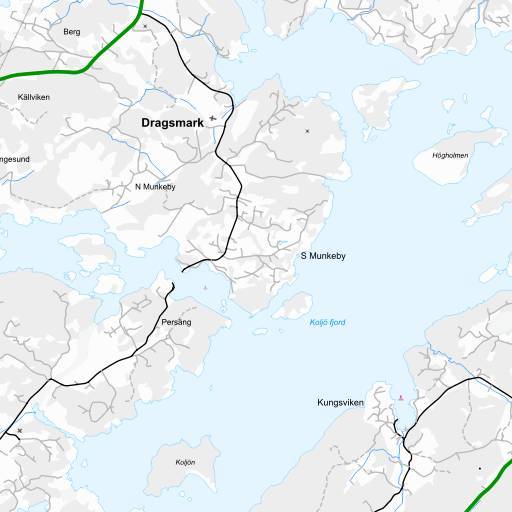 Berg
Källviken
Dragsmark
ngesund
N Munkeby
Högholmen
S Munkeby
Persäng
Koljö fjord
Kungsviken
Koljön